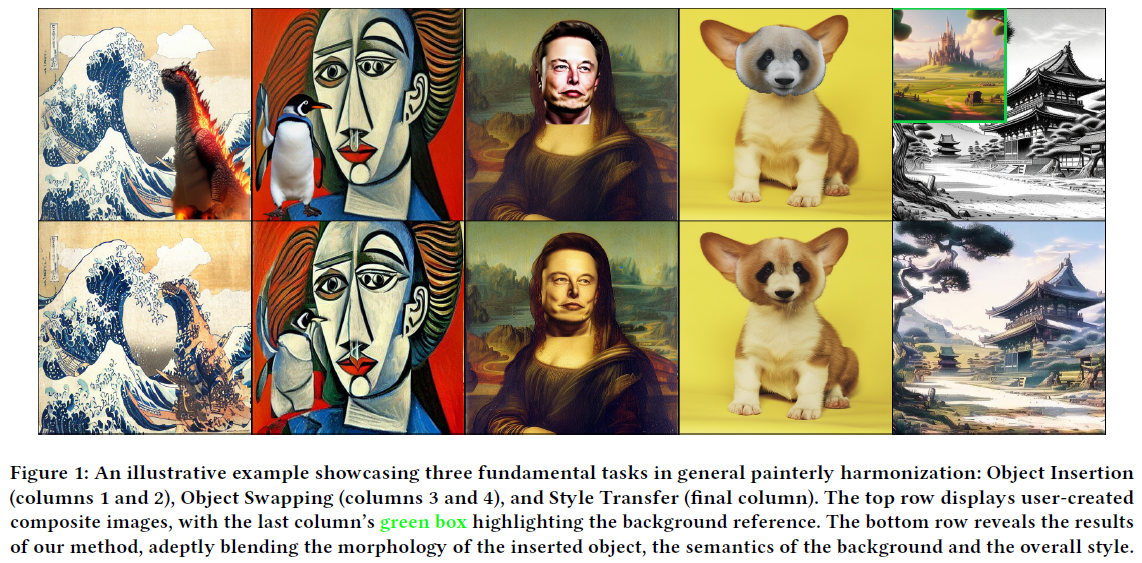 Figure 1: An illustrative example showcasing three fundamental tasks in general painterly harmonization: Object Insertion
(columns 1 and 2), Object Swapping (columns 3 and 4), and Style Transfer (final column). The top row displays user-created
composite images, with the last column's green box highlighting the background reference. The bottom row reveals the results
of our method, adeptly blending the morphology of the inserted object, the semantics of the background and the overall style.